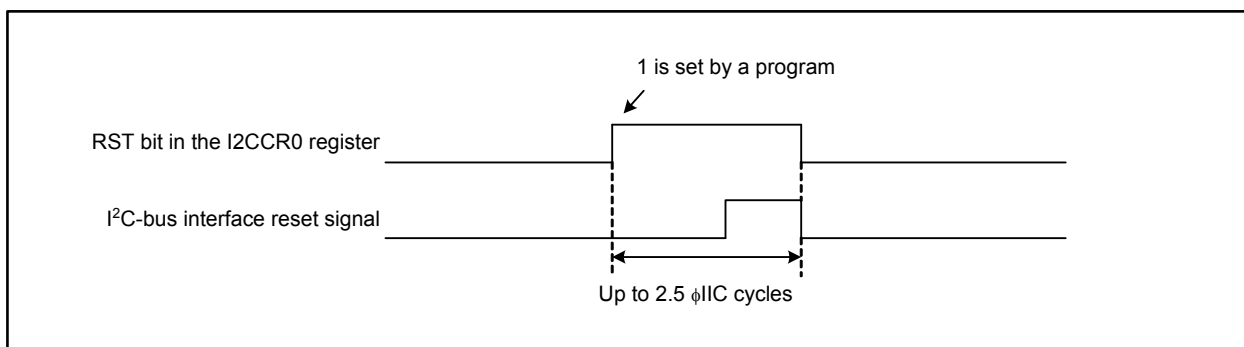 1 is set by a program
RST bit in the I2CCR0 register
I²C-bus interface reset signal
Up to 2.5 ϕIIC cycles